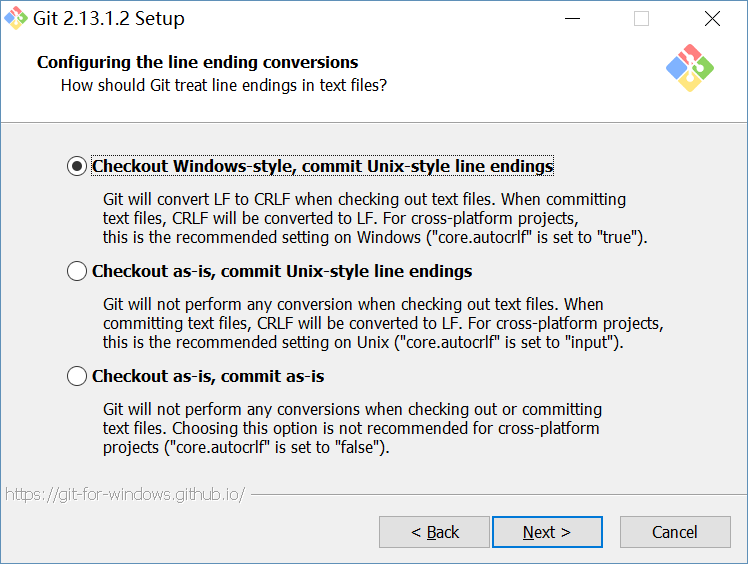 Git 2.13.1.2 Setup
Configuring the line ending conversions
How should Git treat line endings in text files?
Checkout Windows-style, commit Unix-style line endings
Git will convert LF to CRLF when checking out text files. When committing
text files, CRLF will be converted to LF. For cross-platform projects,
this is the recommended setting on Windows ("core.autocrlf" is set to "true").
Checkout as-is, commit Unix-style line endings
Git will not perform any conversion when checking out text files. When
committing text files, CRLF will be converted to LF. For cross-platform projects,
this is the recommended setting on Unix ("core.autocrlf" is set to "input").
Checkout as-is, commit as-is
Git will not perform any conversions when checking out or committing
text files. Choosing this option is not recommended for cross-platform
projects ("core.autocrlf" is set to "false").
https://git-for-windows.github.io/
< Back Next > Cancel